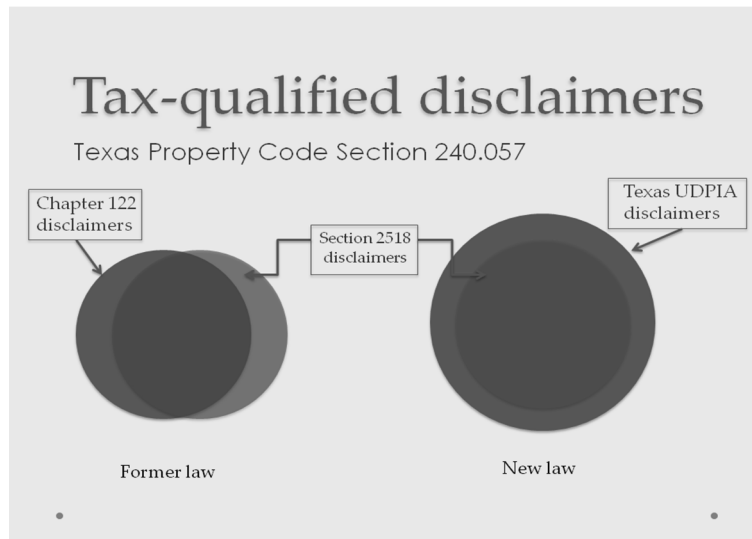 Tax-qualified disclaimers
Texas Property Code Section 240.057
Chapter 122
disclaimers
Section 2518
disclaimers
Texas UDPIA
disclaimers
Former law
New law